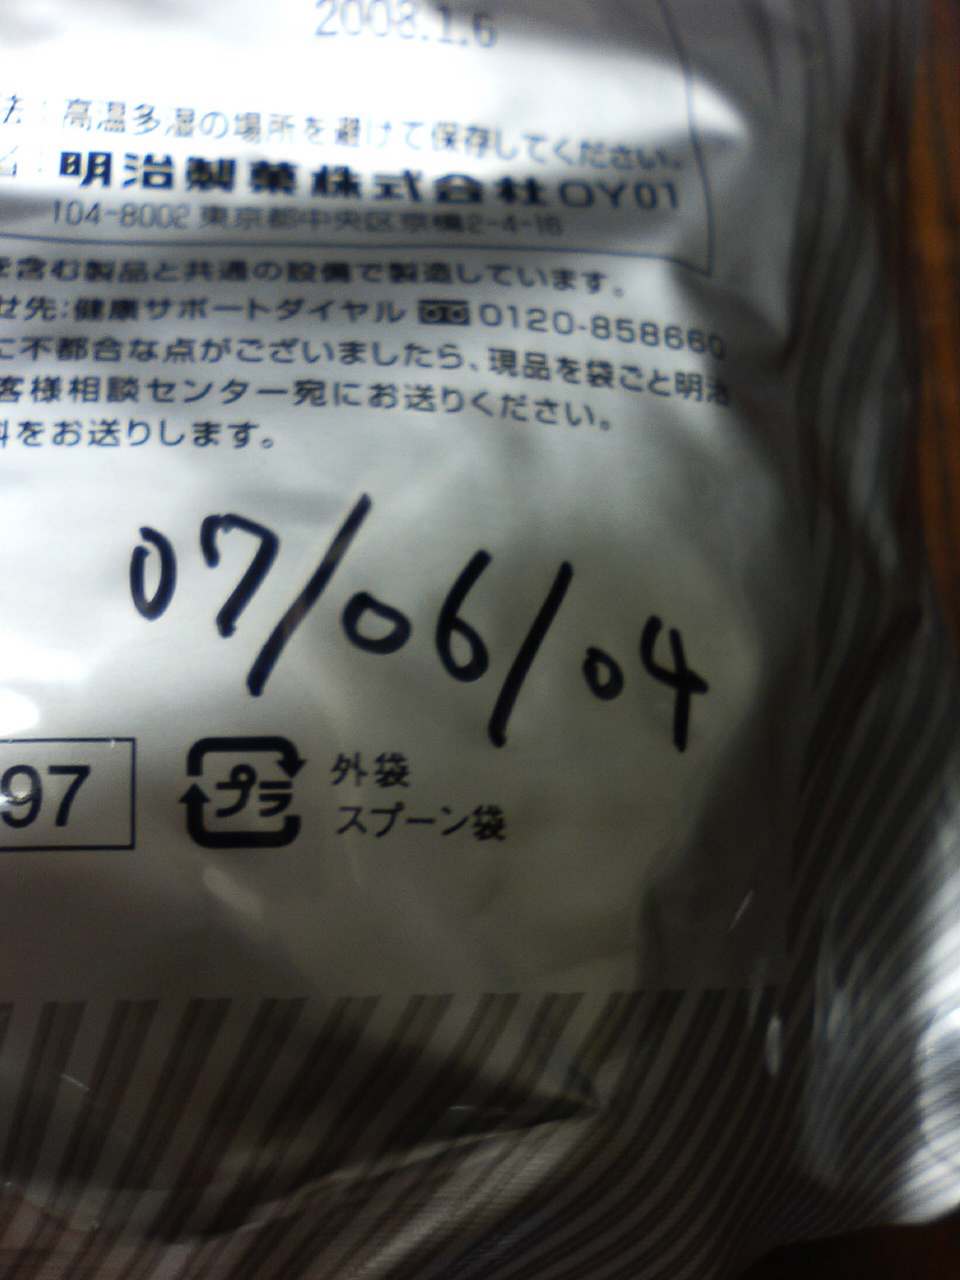 2008.1.6
法：高温多湿の場所を避けて保存してください。
者：明治製菓株式会社OY01
104-8002 東京都中央区京橋2-4-16
を含む製品と共通の設備で製造しています。
せ先：健康サポートダイヤル 0120-858660
に不都合な点がございましたら、現品を袋ごと明治
客様相談センター宛にお送りください。
料をお送りします。
07/06/04
97
プラ
外袋
スプーン袋